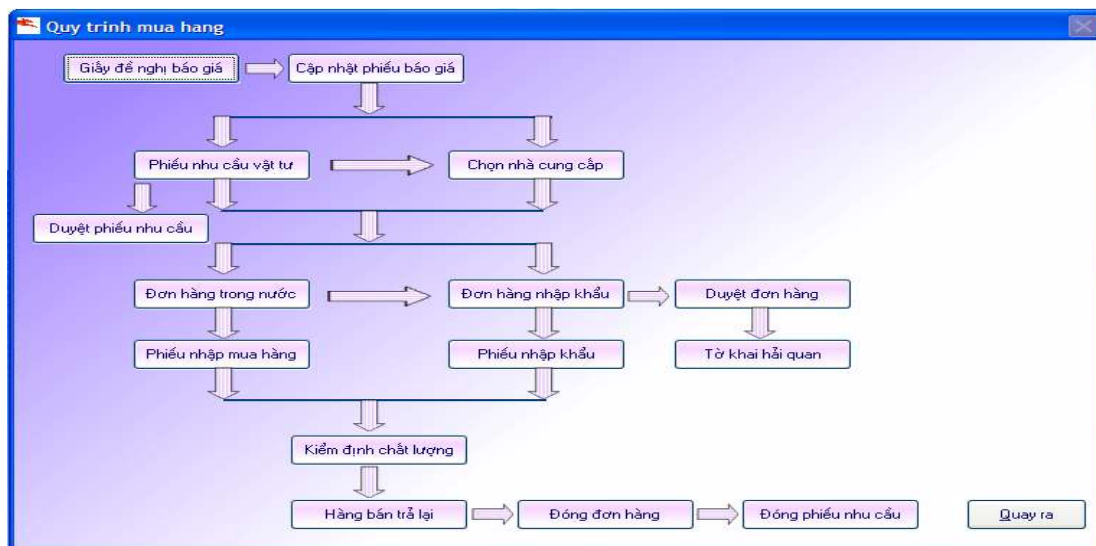 Quy trình mua hang
Giấy đề nghị báo giá
Cập nhật phiếu báo giá
Phiếu nhu cầu vật tư
Chọn nhà cung cấp
Duyệt phiếu nhu cầu
Đơn hàng trong nước
Đơn hàng nhập khẩu
Duyệt đơn hàng
Phiếu nhập mua hàng
Phiếu nhập khẩu
Tờ khai hải quan
Kiểm định chất lượng
Hàng bán trả lại
Đóng đơn hàng
Đóng phiếu nhu cầu
Quay ra